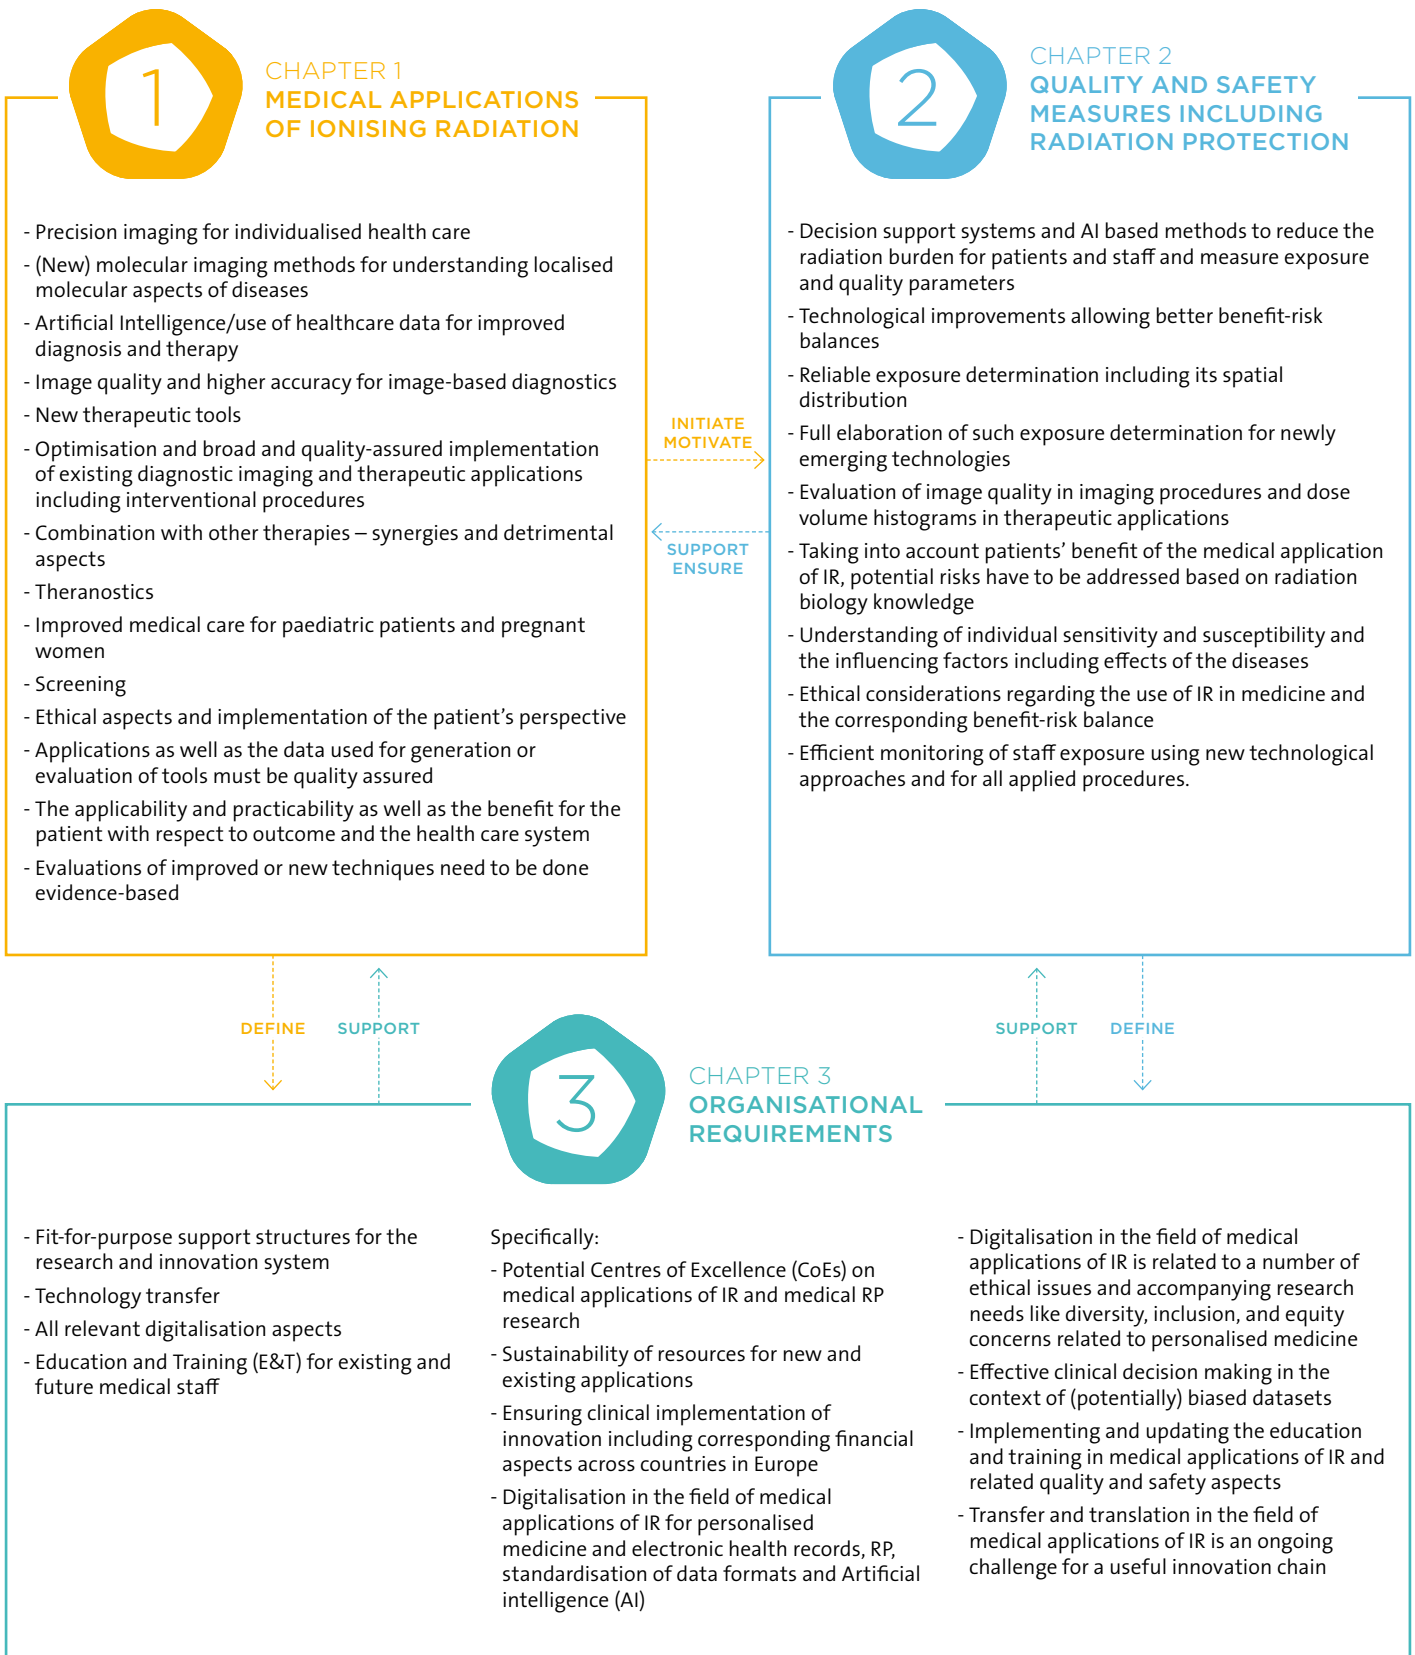 1
CHAPTER 1
MEDICAL APPLICATIONS
OF IONISING RADIATION
- Precision imaging for individualised health care
- (New) molecular imaging methods for understanding localised
molecular aspects of diseases
- Artificial Intelligence/use of healthcare data for improved
diagnosis and therapy
- Image quality and higher accuracy for image-based diagnostics
- New therapeutic tools
- Optimisation and broad and quality-assured implementation
of existing diagnostic imaging and therapeutic applications
including interventional procedures
- Combination with other therapies – synergies and detrimental
aspects
- Theranostics
- Improved medical care for paediatric patients and pregnant
women
- Screening
- Ethical aspects and implementation of the patient’s perspective
- Applications as well as the data used for generation or
evaluation of tools must be quality assured
- The applicability and practicability as well as the benefit for the
patient with respect to outcome and the health care system
- Evaluations of improved or new techniques need to be done
evidence-based
INITIATE
MOTIVATE
SUPPORT
ENSURE
2
CHAPTER 2
QUALITY AND SAFETY
MEASURES INCLUDING
RADIATION PROTECTION
- Decision support systems and AI based methods to reduce the
radiation burden for patients and staff and measure exposure
and quality parameters
- Technological improvements allowing better benefit-risk
balances
- Reliable exposure determination including its spatial
distribution
- Full elaboration of such exposure determination for newly
emerging technologies
- Evaluation of image quality in imaging procedures and dose
volume histograms in therapeutic applications
- Taking into account patients’ benefit of the medical application
of IR, potential risks have to be addressed based on radiation
biology knowledge
- Understanding of individual sensitivity and susceptibility and
the influencing factors including effects of the diseases
- Ethical considerations regarding the use of IR in medicine and
the corresponding benefit-risk balance
- Efficient monitoring of staff exposure using new technological
approaches and for all applied procedures.
DEFINE
SUPPORT
SUPPORT
DEFINE
3
CHAPTER 3
ORGANISATIONAL
REQUIREMENTS
- Fit-for-purpose support structures for the
research and innovation system
- Technology transfer
- All relevant digitalisation aspects
- Education and Training (E&T) for existing and
future medical staff
Specifically:
- Potential Centres of Excellence (CoEs) on
medical applications of IR and medical RP
research
- Sustainability of resources for new and
existing applications
- Ensuring clinical implementation of
innovation including corresponding financial
aspects across countries in Europe
- Digitalisation in the field of medical
applications of IR for personalised
medicine and electronic health records, RP,
standardisation of data formats and Artificial
intelligence (AI)
- Digitalisation in the field of medical
applications of IR is related to a number of
ethical issues and accompanying research
needs like diversity, inclusion, and equity
concerns related to personalised medicine
- Effective clinical decision making in the
context of (potentially) biased datasets
- Implementing and updating the education
and training in medical applications of IR and
related quality and safety aspects
- Transfer and translation in the field of
medical applications of IR is an ongoing
challenge for a useful innovation chain